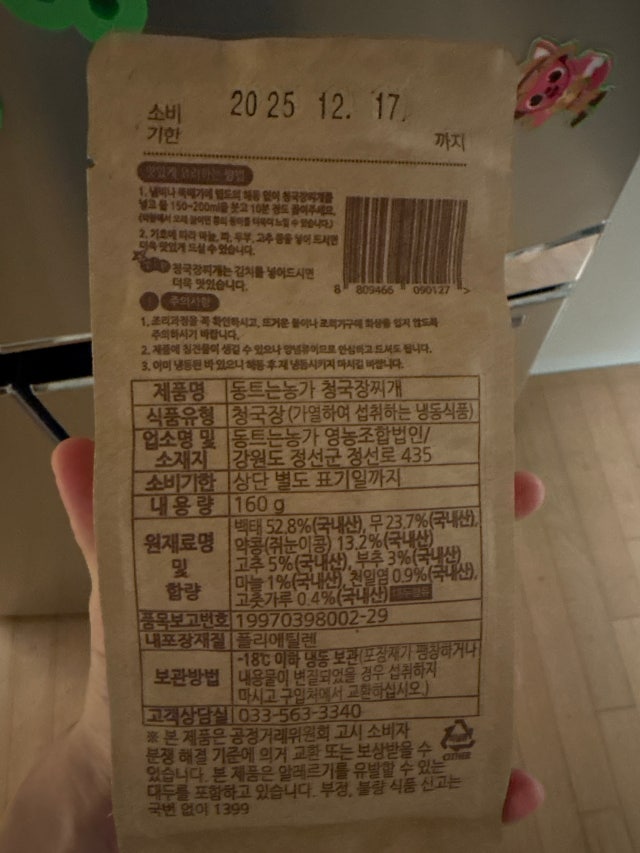 소비
기한
2025 12. 17.
까지
맛있게 조리하는 방법
1. 냄비나 뚝배기에 별도의 해동 없이 청국장찌개를
넣고 물 150~200ml을 붓고 10분 정도 끓여주세요.
2. 기호에 따라 마늘, 파, 두부, 고추 등을 넣어 드시면
더욱 맛있게 드실 수 있습니다.
청국장찌개는 김치를 넣어드시면
더욱 맛있습니다.
8 809466 090127 >
주의사항
1. 조리과정을 꼭 확인하시고, 뜨거운 물이나 조리기구에 화상을 입지 않도록
주의하시기 바랍니다.
2. 제품에 침전물이 생길 수 있으나 안심하고 드셔도 됩니다.
3. 이미 냉동된 바 있으니 해동 후 재 냉동시키지 마시길 바랍니다.
제품명 동트는농가 청국장찌개
식품유형 청국장(가열하여 섭취하는 냉동식품)
업소명 및 동트는농가 영농조합법인/
소재지 강원도 정선군 정선로 435
소비기한 상단 별도 표기일까지
내 용 량 160 g
원재료명
및
함량
백태 52.8%(국내산), 무 23.7%(국내산),
약콩(쥐눈이콩) 13.2%(국내산)
고추 5%(국내산), 부추 3%(국내산)
마늘 1%(국내산), 천일염 0.9%(국내산),
고춧가루 0.4%(국내산) 대두함유
품목보고번호 19970398002-29
내포장재질 폴리에틸렌
보관방법
-18℃ 이하 냉동 보관(포장재가 팽창하거나
내용물이 변질되었을 경우 섭취하지
마시고 구입처에서 교환하십시오.)
고객상담실 033-563-3340
※ 본 제품은 공정거래위원회 고시 소비자
분쟁 해결 기준에 의거 교환 또는 보상받을 수
있습니다. 본 제품은 알레르기를 유발할 수 있는
대두를 포함하고 있습니다. 부정, 불량 식품 신고는
국번 없이 1399
OTHER